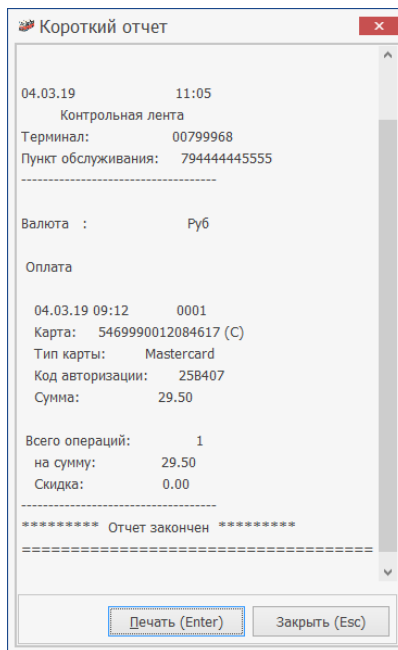 Короткий отчет
04.03.19 11:05
Контрольная лента
Терминал: 00799968
Пункт обслуживания: 794444445555
------------------------------------
Валюта : Руб
Оплата
04.03.19 09:12 0001
Карта: 5469990012084617 (C)
Тип карты: Mastercard
Код авторизации: 25B407
Сумма: 29.50
Всего операций: 1
на сумму: 29.50
Скидка: 0.00
------------------------------------
********* Отчет закончен *********
====================================
Печать (Enter) Закрыть (Esc)